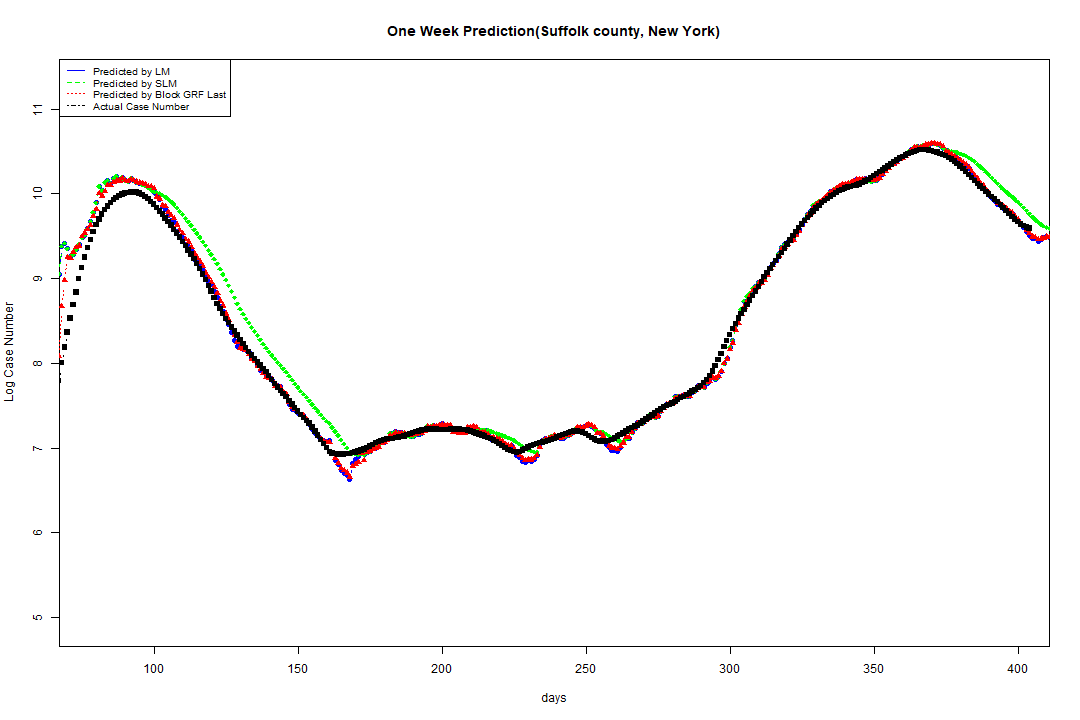 One Week Prediction(Suffolk county, New York)
Predicted by LM
Predicted by SLM
Predicted by Block GRF Last
Actual Case Number
11
10
9
8
7
6
5
Log Case Number
100 150 200 250 300 350 400
days